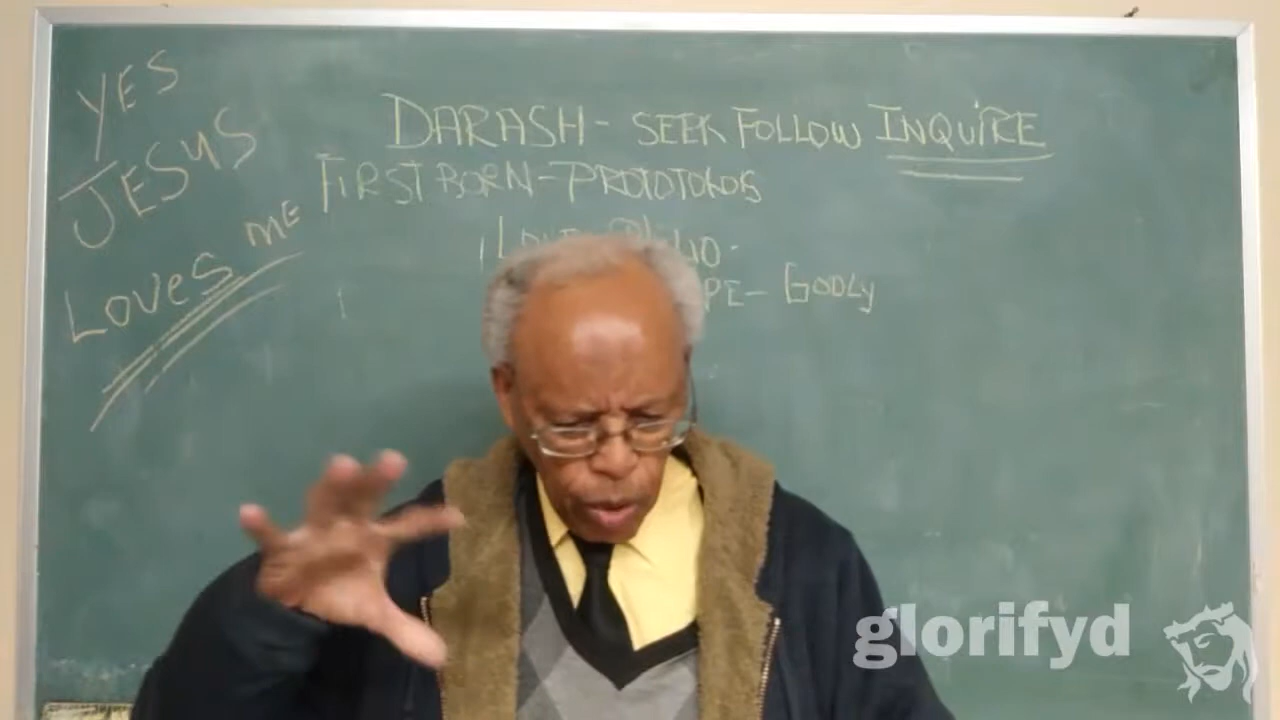 YES
JESUS
LOVES ME
DARASH - SEEK FOLLOW INQUIRE
FIRST BORN - PROTOTOKOS
GODLY
glorifyd